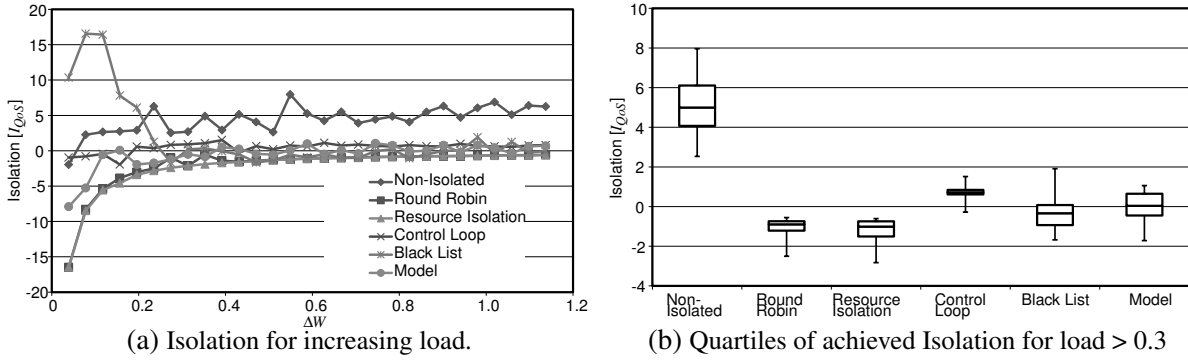 20
15
10
5
0
-5
-10
-15
-20
Isolation [I_QoS]
0.0
0.2
0.4
0.6
0.8
1.0
1.2
ΔW
Non-Isolated
Round Robin
Resource Isolation
Control Loop
Black List
Model
(a) Isolation for increasing load.
10
8
6
4
2
0
-2
-4
Isolation [I_QoS]
Non-
Isolated
Round
Robin
Resource
Isolation
Control
Loop
Black List
Model
(b) Quartiles of achieved Isolation for load > 0.3